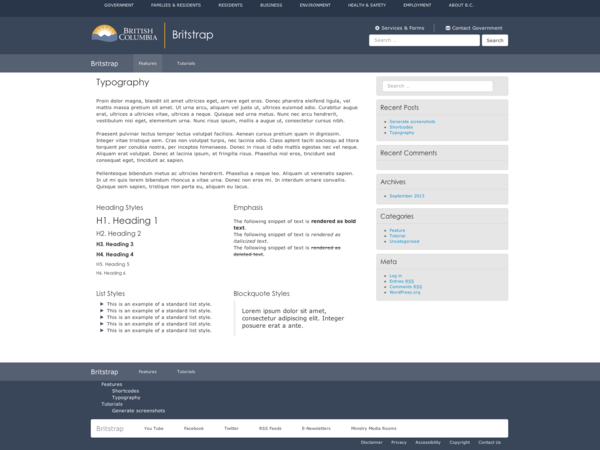 GOVERNMENT FAMILIES & RESIDENTS RESIDENTS BUSINESS ENVIRONMENT HEALTH & SAFETY EMPLOYMENT ABOUT B.C.
BRITISH COLUMBIA
Britstrap
Services & Forms Contact Government
Search ... Search
Britstrap Features Tutorials
Typography
Proin dolor magna, blandit sit amet ultricies eget, ornare eget eros. Donec pharetra eleifend ligula, vel
mattis massa pretium sit amet. Ut urna arcu, aliquam vel justo ut, ultrices euismod odio. Curabitur augue
erat, ultrices a ultricies vitae, ultrices a neque. Quisque sed urna metus. Nunc nec arcu hendrerit,
vestibulum nisi eget, elementum urna. Nunc risus ipsum, mollis a augue ut, consectetur cursus nibh.
Praesent pulvinar lectus tempor lectus volutpat facilisis. Aenean cursus pretium quam in dignissim.
Integer vitae tristique sem. Cras non volutpat turpis, nec lacinia odio. Class aptent taciti sociosqu ad litora
torquent per conubia nostra, per inceptos himenaeos. Donec in risus id odio mattis egestas nec vel neque.
Aliquam erat volutpat. Donec at lacinia ipsum, at fringilla risus. Phasellus nisl eros, tincidunt sed
consequat eget, tincidunt ac sapien.
Pellentesque bibendum metus ac ultricies hendrerit. Phasellus a neque leo. Aliquam ut venenatis sapien.
In ut mi quis lorem bibendum rhoncus a vitae urna. Donec non eros mi. In interdum ornare convallis.
Quisque sem sapien, tristique non porta eu, aliquam eu lacus.
Heading Styles
H1. Heading 1
H2. Heading 2
H3. Heading 3
H4. Heading 4
H5. Heading 5
H6. Heading 6
Emphasis
The following snippet of text is rendered as bold
text.
The following snippet of text is rendered as
italicized text.
The following snippet of text is rendered as
deleted text.
List Styles
This is an example of a standard list style.
This is an example of a standard list style.
This is an example of a standard list style.
This is an example of a standard list style.
This is an example of a standard list style.
Blockquote Styles
Lorem ipsum dolor sit amet,
consectetur adipiscing elit. Integer
posuere erat a ante.
Search ...
Recent Posts
Generate screenshots
Shortcodes
Typography
Recent Comments
Archives
September 2013
Categories
Feature
Tutorial
Uncategorized
Meta
Log in
Entries RSS
Comments RSS
WordPress.org
Britstrap Features Tutorials
Features
Shortcodes
Typography
Tutorials
Generate screenshots
Britstrap You Tube Facebook Twitter RSS Feeds E-Newsletters Ministry Media Rooms
Disclaimer Privacy Accessibility Copyright Contact Us